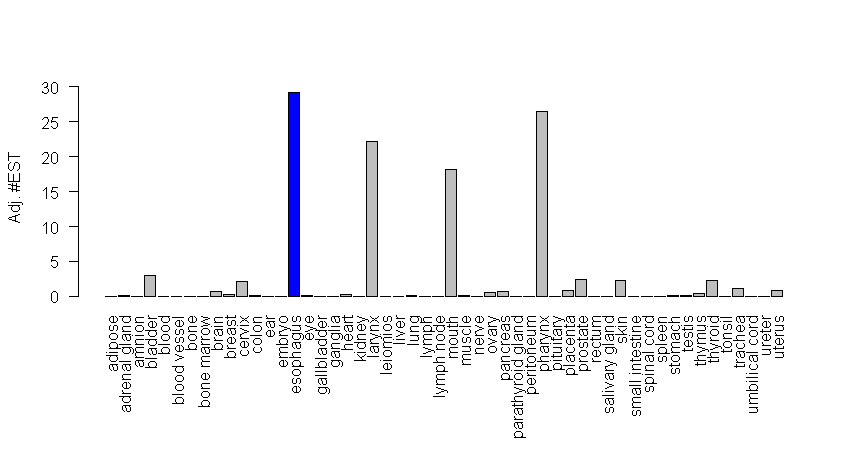 Adj. #EST
30
25
20
15
10
5
0
adipose
adrenal gland
amnion
bladder
blood
blood vessel
bone
bone marrow
brain
breast
cervix
colon
ear
embryo
esophagus
eye
gallbladder
ganglia
heart
kidney
larynx
leiomios
liver
lung
lymph
lymph node
mouth
muscle
nerve
ovary
pancreas
parathyroid gland
peritoneum
pharynx
pituitary
placenta
prostate
rectum
salivary gland
skin
small intestine
spinal cord
spleen
stomach
testis
thymus
thyroid
tonsil
trachea
umbilical cord
ureter
uterus